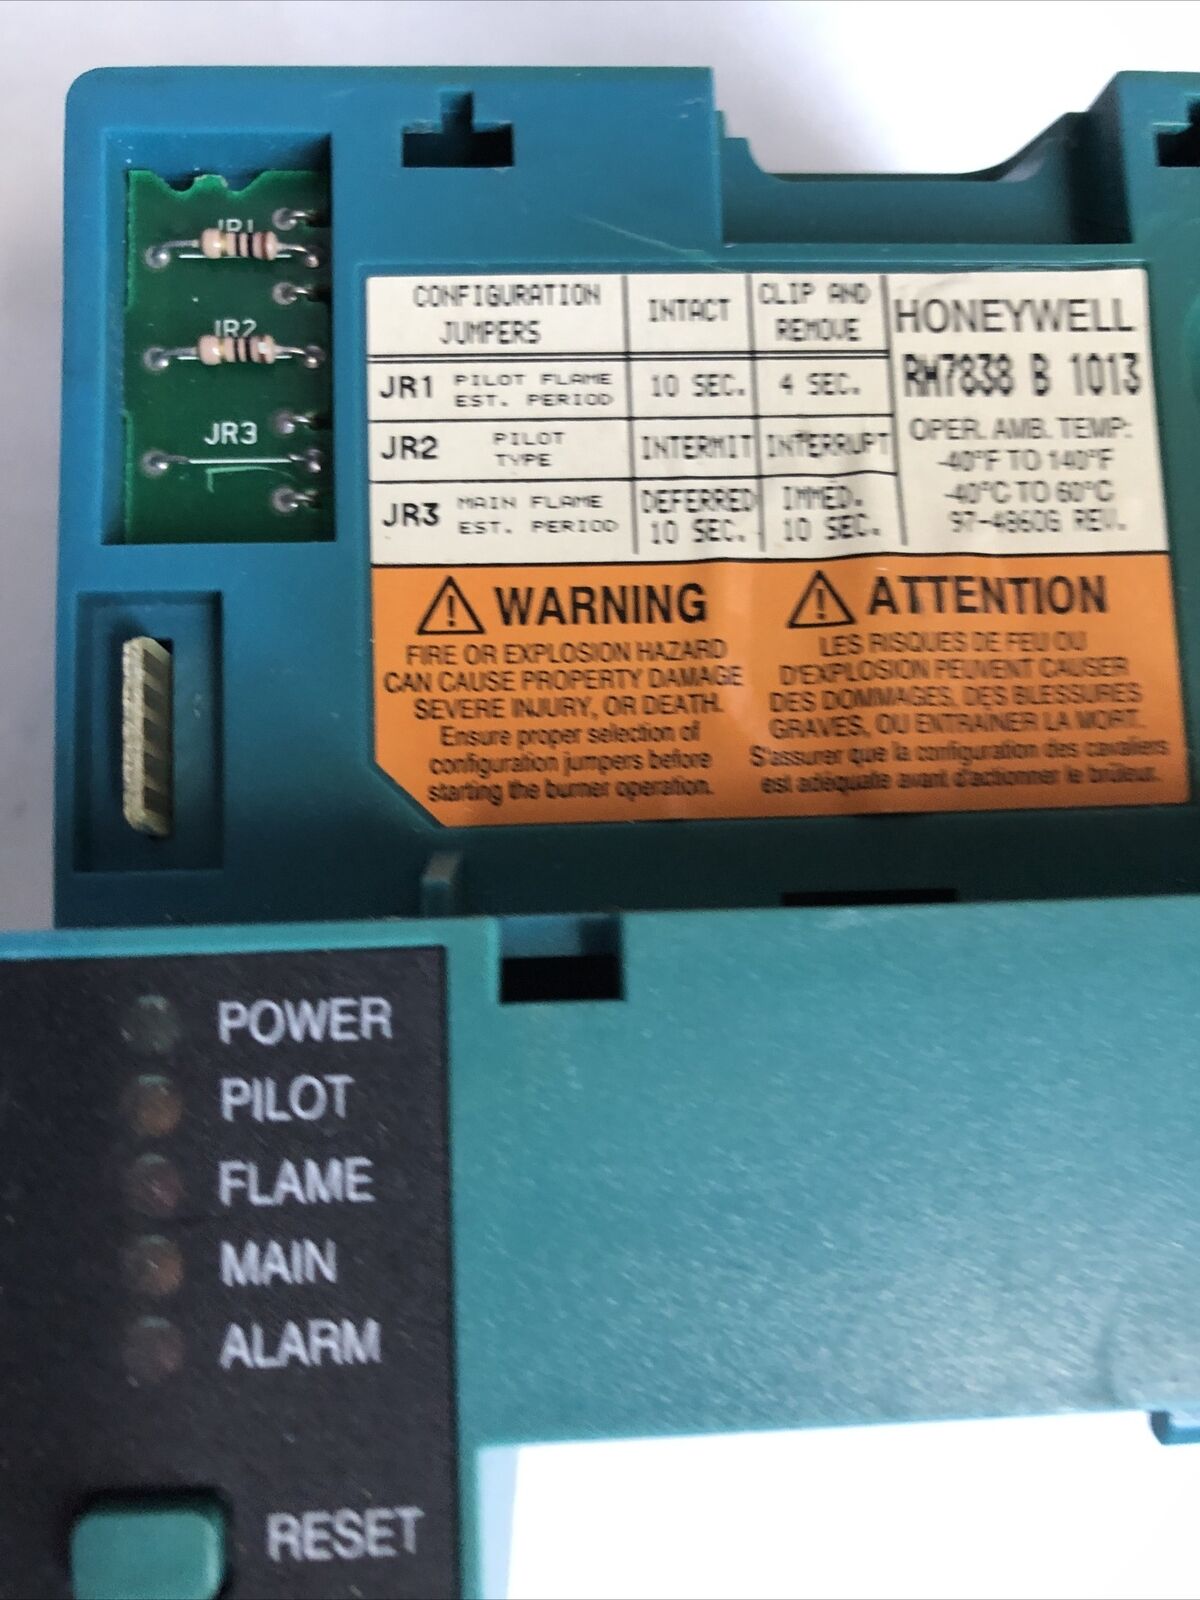 JR1
JR2
JR3
CONFIGURATION JUMPERS
INTACT
CLIP AND REMOVE
JR1 PILOT FLAME EST. PERIOD 10 SEC. 4 SEC.
JR2 PILOT TYPE INTERMIT INTERRUPT
JR3 MAIN FLAME EST. PERIOD DEFERRED 10 SEC. IMMED. 10 SEC.
HONEYWELL
RM7838 B 1013
OPER. AMB. TEMP:
-40°F TO 140°F
-40°C TO 60°C
97-4860G REV.
WARNING
FIRE OR EXPLOSION HAZARD
CAN CAUSE PROPERTY DAMAGE
SEVERE INJURY, OR DEATH.
Ensure proper selection of
configuration jumpers before
starting the burner operation.
ATTENTION
LES RISQUES DE FEU OU
D'EXPLOSION PEUVENT CAUSER
DES DOMMAGES, DES BLESSURES
GRAVES, OU ENTRAINER LA MORT.
S'assurer que la configuration des cavaliers
est adéquate avant d'actionner le brûleur.
POWER
PILOT
FLAME
MAIN
ALARM
RESET